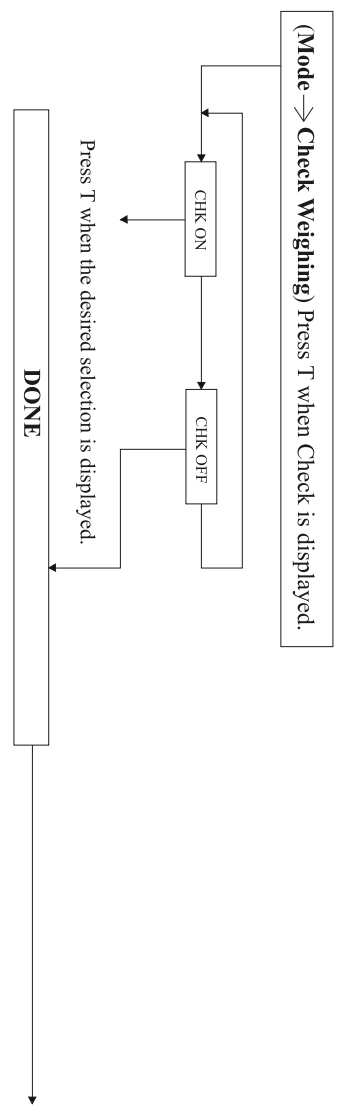 (Mode → Check Weighing) Press T when Check is displayed.
CHK ON
CHK OFF
Press T when the desired selection is displayed.
DONE